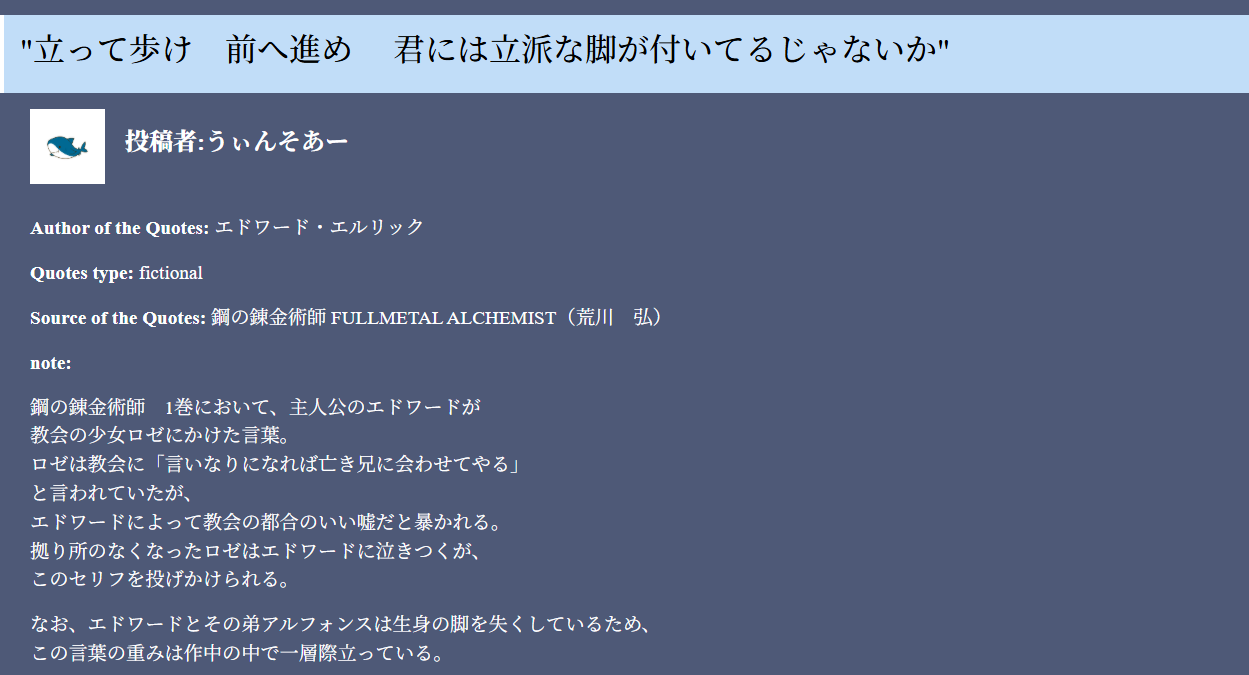 "立って歩け　前へ進め　 君には立派な脚が付いてるじゃないか"
投稿者:うぃんそあー
Author of the Quotes: エドワード・エルリック
Quotes type: fictional
Source of the Quotes: 鋼の錬金術師 FULLMETAL ALCHEMIST（荒川　弘）
note:
鋼の錬金術師　1巻において、主人公のエドワードが
教会の少女ロゼにかけた言葉。
ロゼは教会に「言いなりになれば亡き兄に会わせてやる」
と言われていたが、
エドワードによって教会の都合のいい嘘だと暴かれる。
拠り所のなくなったロゼはエドワードに泣きつくが、
このセリフを投げかけられる。
なお、エドワードとその弟アルフォンスは生身の脚を失くしているため、
この言葉の重みは作中の中で一層際立っている。